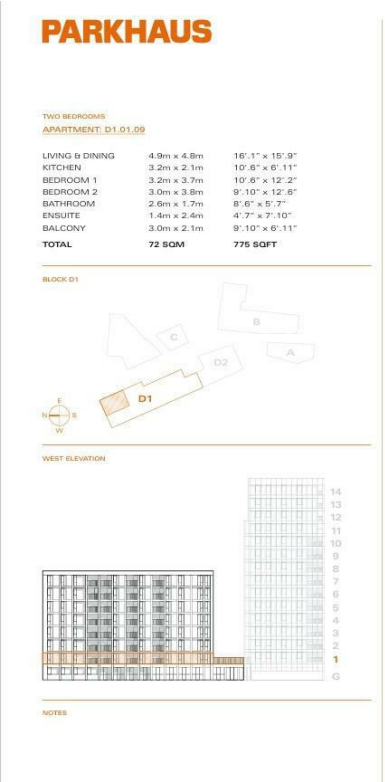 PARKHAUS
TWO BEDROOMS
APARTMENT: D1.01.09
LIVING & DINING 4.9m x 4.8m 16'.1" x 15'.9"
KITCHEN 3.2m x 2.1m 10'.6" x 6'.11"
BEDROOM 1 3.2m x 3.7m 10'.6" x 12'.2"
BEDROOM 2 3.0m x 3.8m 9'.10" x 12'.6"
BATHROOM 2.6m x 1.7m 8'.6" x 5'.7"
ENSUITE 1.4m x 2.4m 4'.7" x 7'.10"
BALCONY 3.0m x 2.1m 9'.10" x 6'.11"
TOTAL 72 SQM 775 SQFT
BLOCK D1
B
C
A
D2
D1
E
N S
W
WEST ELEVATION
14
13
12
11
10
9
8
7
6
5
4
3
2
1
G
NOTES